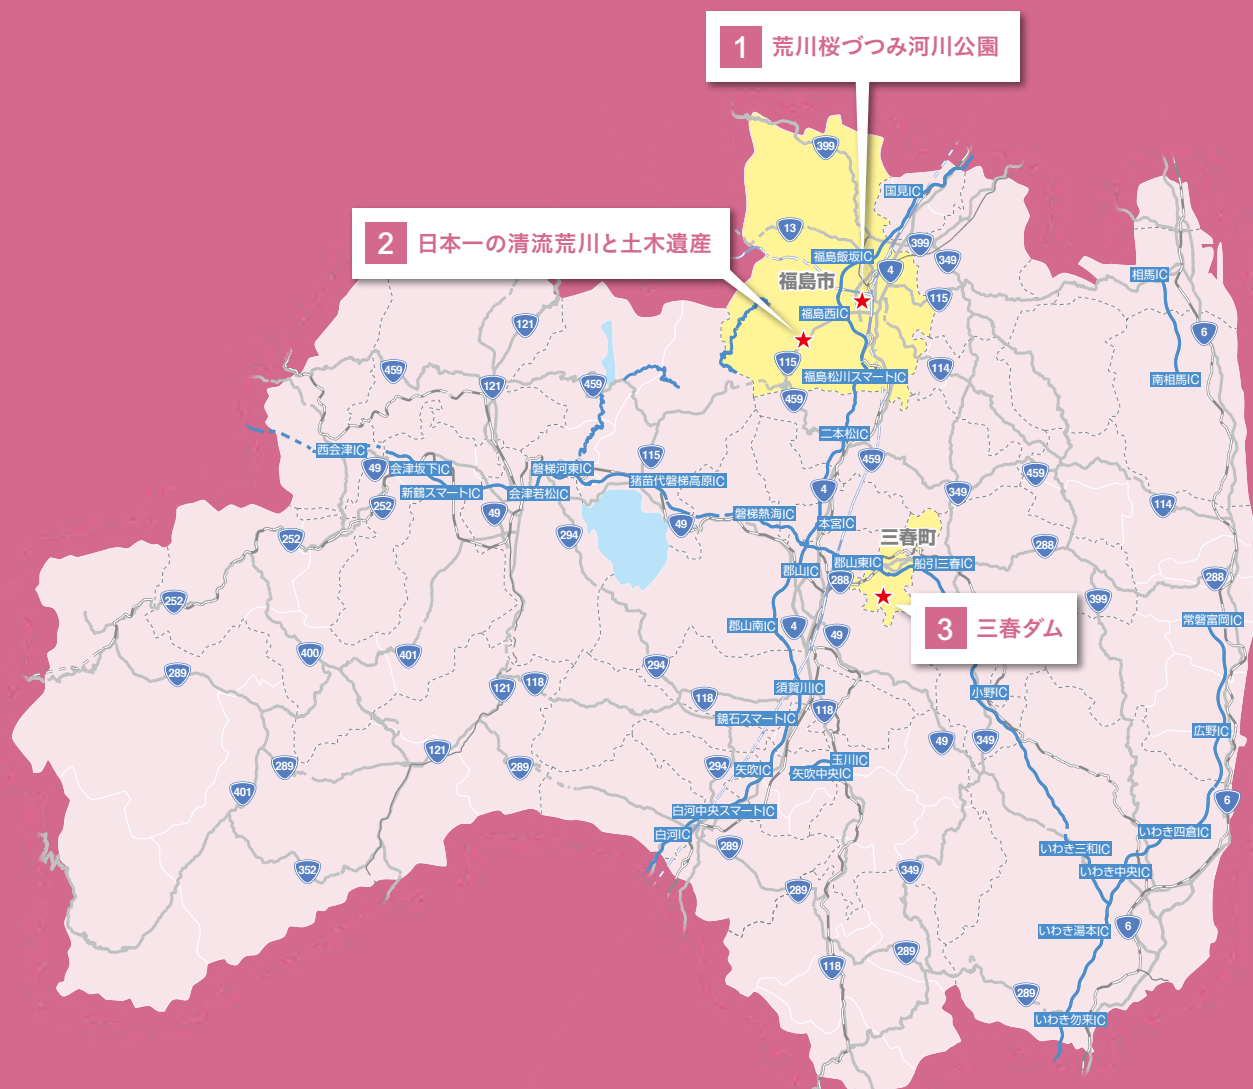 1 荒川桜づつみ河川公園
399
国見IC
2 日本一の清流荒川と土木遺産
13
399
福島飯坂IC
349
4
相馬IC
福島市
115
福島西IC
121
6
115
114
459
福島松川スマートIC
南相馬IC
121
459
459
二本松IC
西会津IC
115
459
49
会津坂下IC
磐梯河東IC
459
猪苗代磐梯高原IC
新鶴スマートIC
会津若松IC
4
349
252
114
49
磐梯熱海IC
49
本宮IC
252
294
三春町
288
郡山東IC
船引三春IC
郡山IC
288
288
252
399
常磐富岡IC
郡山南IC
4
3 三春ダム
49
400
401
294
289
118
121
須賀川IC
小野IC
118
鏡石スマートIC
118
広野IC
49
349
121
玉川IC
289
289
294
矢吹IC
矢吹中央IC
401
6
白河中央スマートIC
白河IC
いわき四倉IC
289
いわき三和IC
352
349
いわき中央IC
289
6
いわき湯本IC
289
118
289
いわき勿来IC